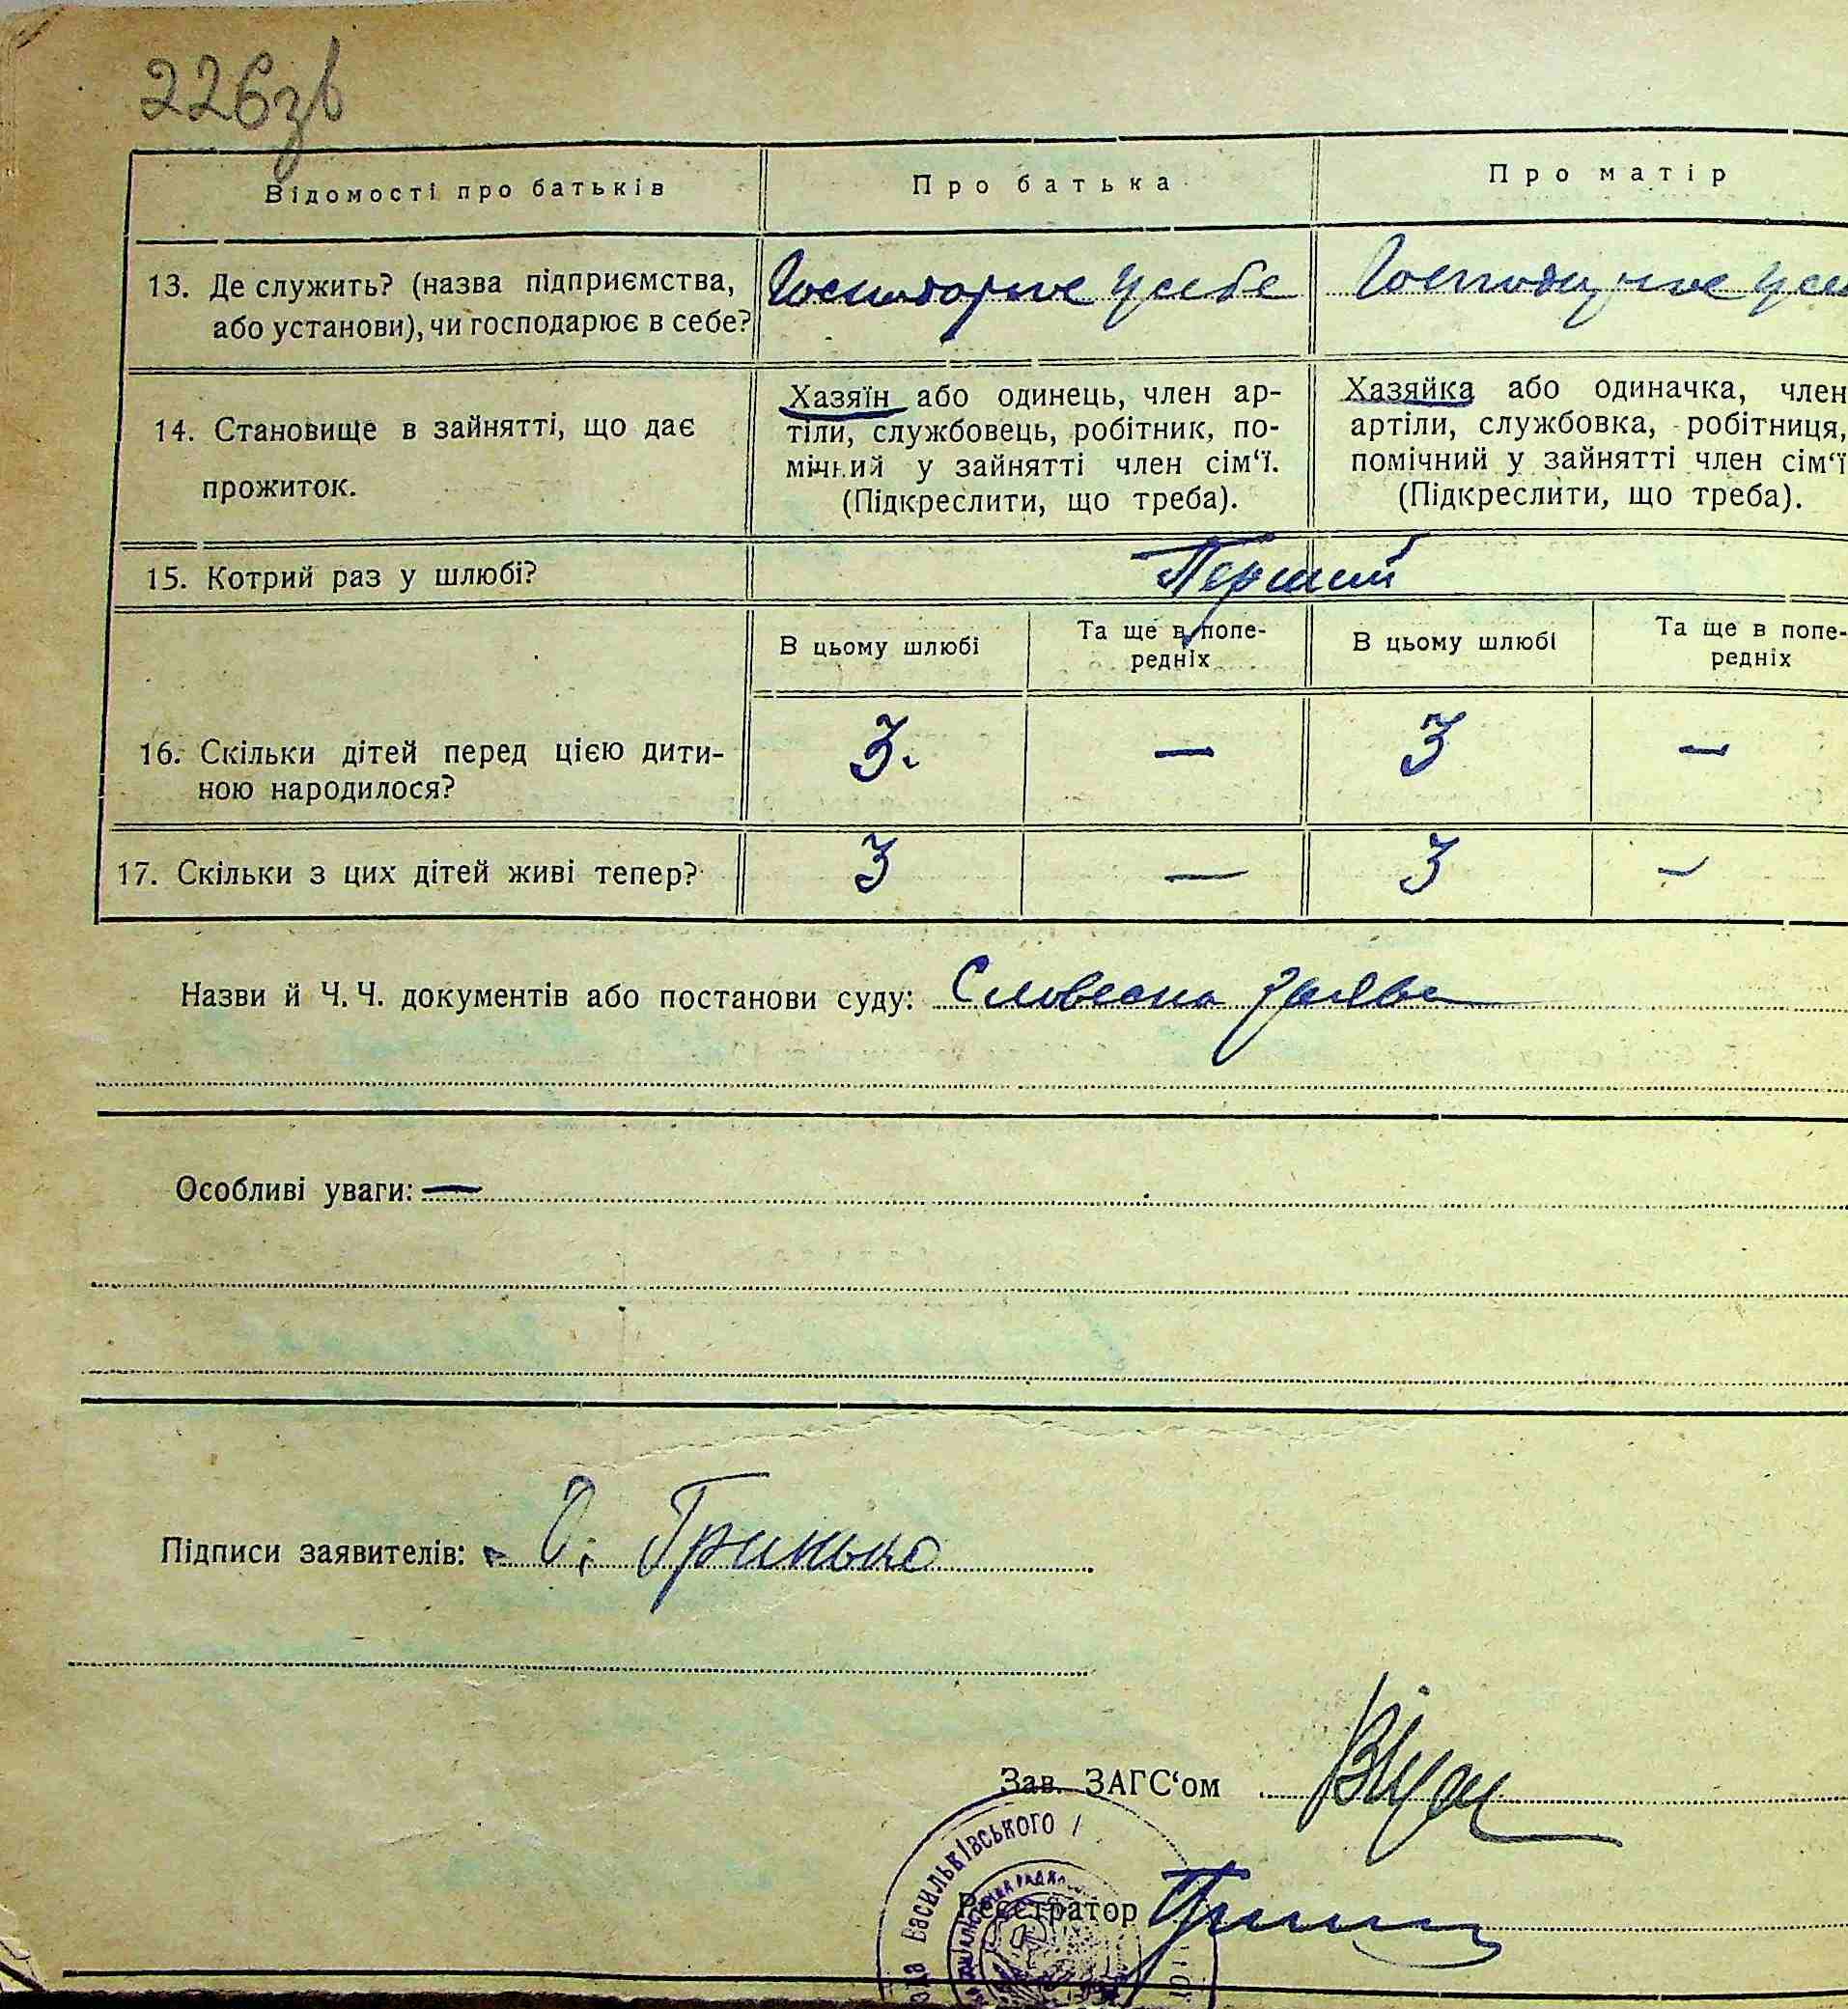 226зв
Відомості про батьків
Про батька
Про матір
13. Де служить? (назва підприємства,
або установи), чи господарює в себе?
Господарює у себе
Господарює у се
14. Становище в зайнятті, що дає
прожиток.
Хазяїн або одинець, член ар-
тіли, службовець, робітник, по-
мічний у зайнятті член сім‘ї.
(Підкреслити, що треба).
Хазяйка або одиначка, член
артіли, службовка, робітниця,
помічний у зайнятті член сім‘ї
(Підкреслити, що треба).
15. Котрий раз у шлюбі?
Перший
В цьому шлюбі
Та ще в попе-
редніх
В цьому шлюбі
Та ще в попе-
редніх
16. Скільки дітей перед цією дити-
ною народилося?
3. — 3 —
17. Скільки з цих дітей живі тепер? 3 — 3 —
Назви й Ч. Ч. документів або постанови суду: Словесна заява
Особливі уваги: —
Підписи заявителів: Гринько
Зав. ЗАГС‘ом
Васильківського
Реєстратор